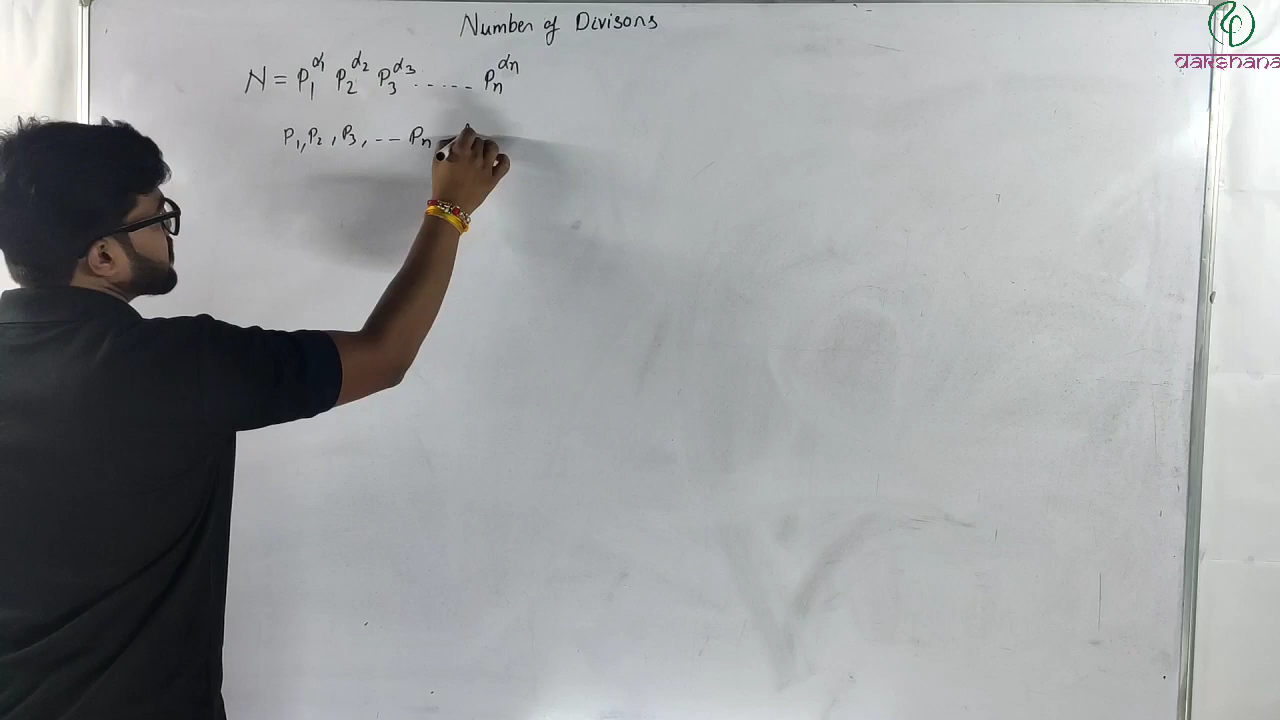 Number of Divisons
dakshana
N = P₁^α₁ P₂^α₂ P₃^α₃ ...... Pₙ^αₙ
P₁, P₂, P₃, --- Pₙ